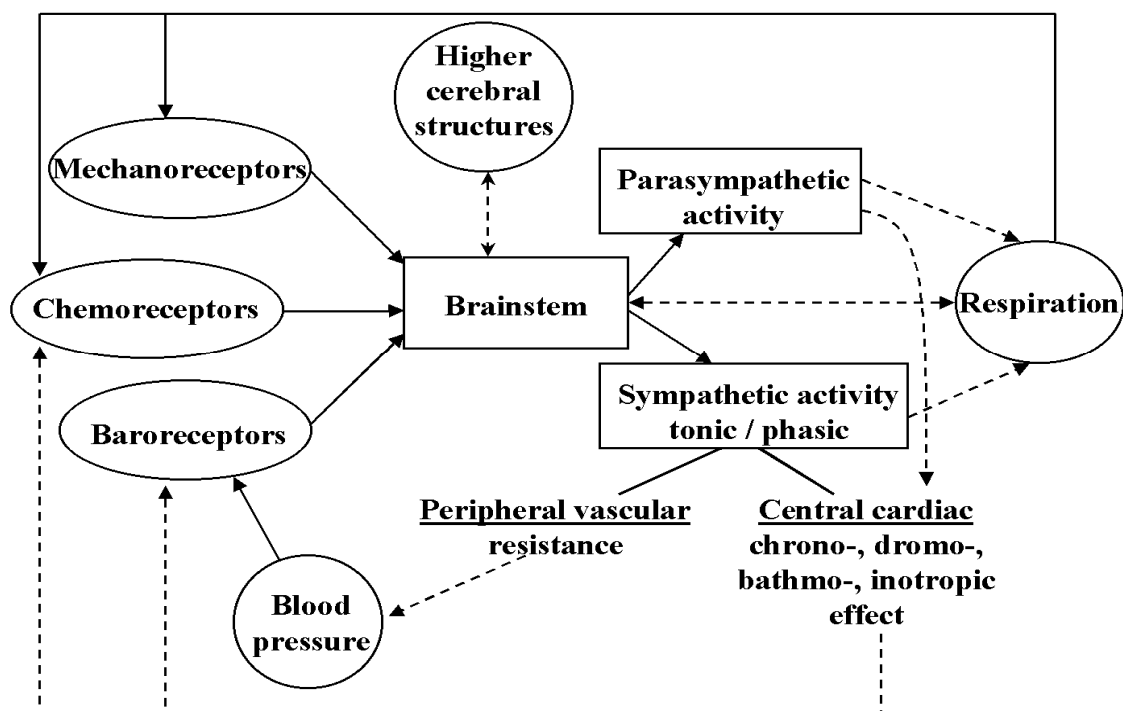 Higher
cerebral
structures
Mechanoreceptors
Parasympathetic
activity
Chemoreceptors
Brainstem
Respiration
Sympathetic activity
tonic / phasic
Baroreceptors
Peripheral vascular
resistance
Central cardiac
chrono-, dromo-,
bathmo-, inotropic
effect
Blood
pressure